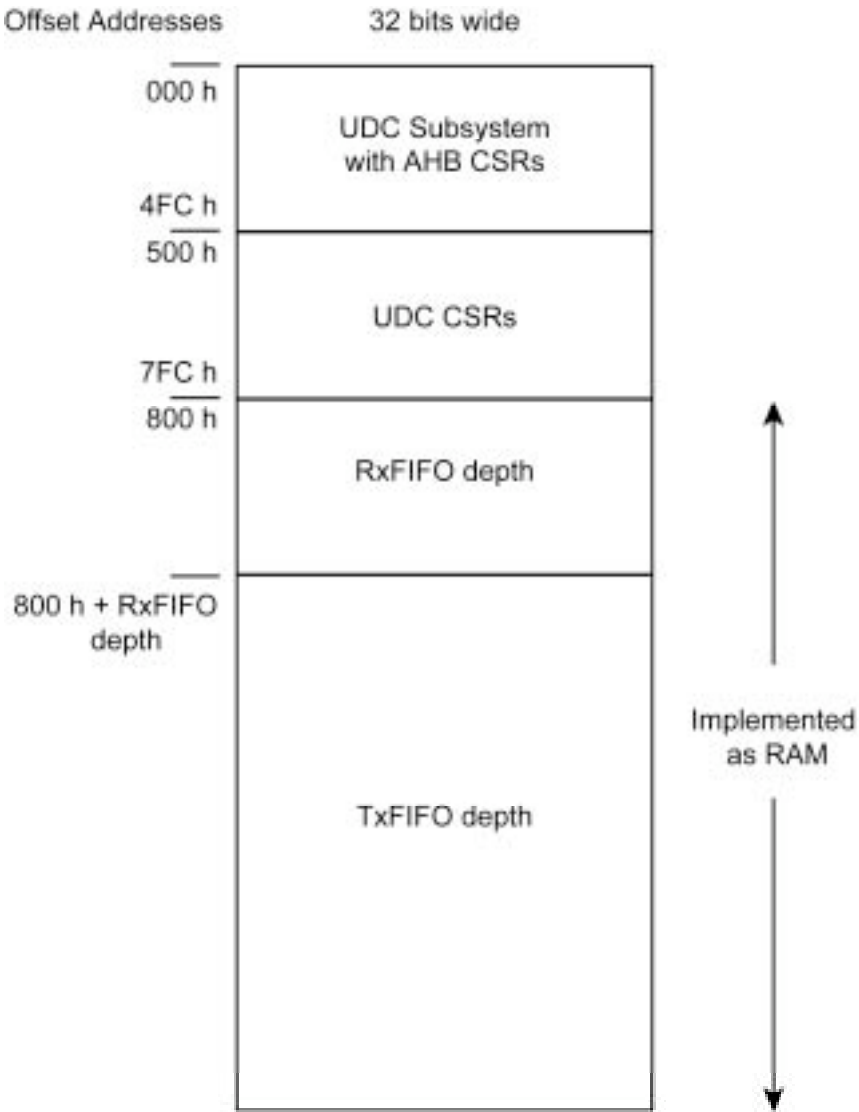 Offset Addresses
32 bits wide
000 h
UDC Subsystem
with AHB CSRs
4FC h
500 h
UDC CSRs
7FC h
800 h
RxFIFO depth
800 h + RxFIFO
depth
Implemented
as RAM
TxFIFO depth